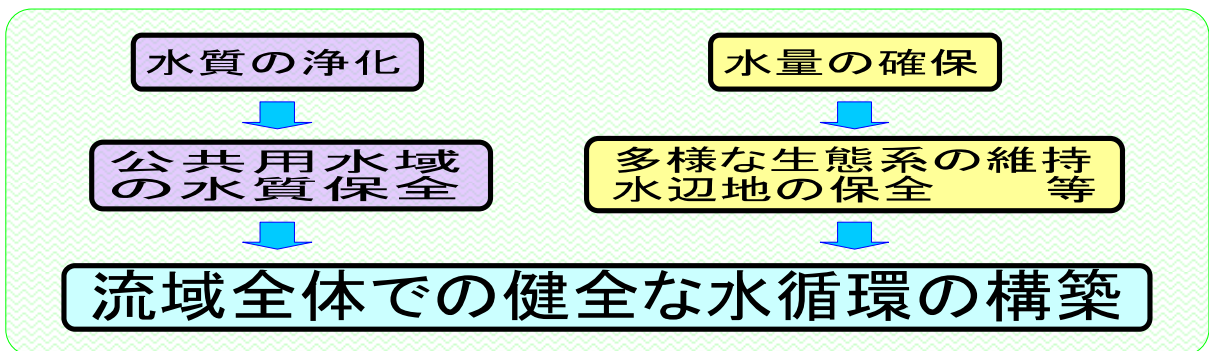 水質の浄化
水量の確保
公共用水域
の水質保全
多様な生態系の維持
水辺地の保全　　等
流域全体での健全な水循環の構築